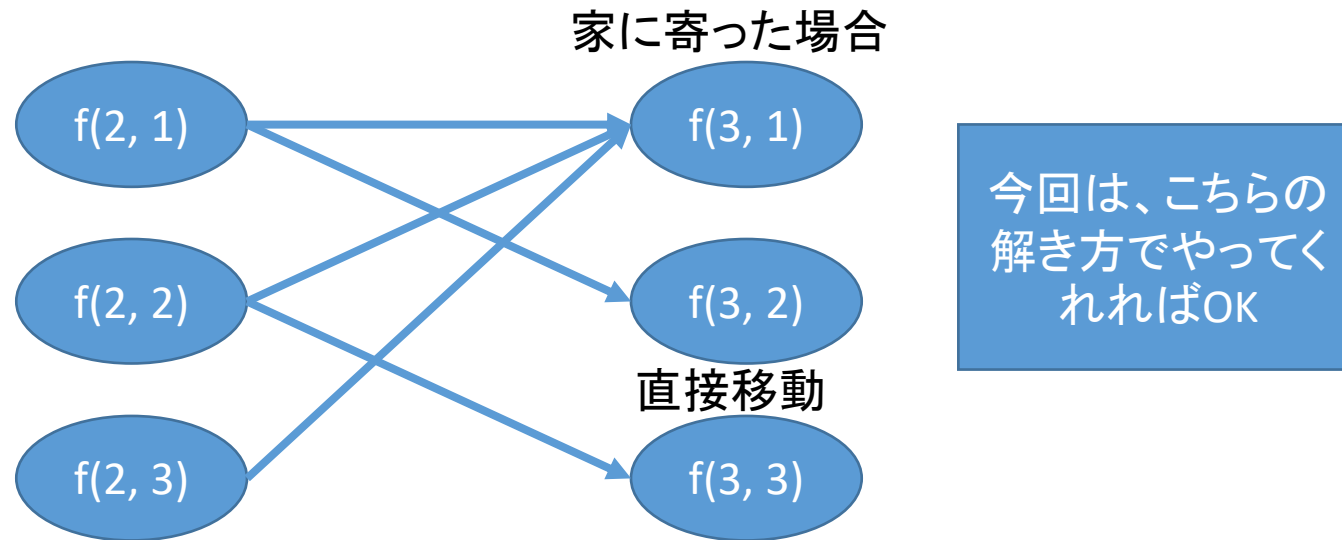 家に寄った場合
f(2, 1)
f(3, 1)
今回は、こちらの
解き方でやってく
れればOK
f(2, 2)
f(3, 2)
直接移動
f(2, 3)
f(3, 3)